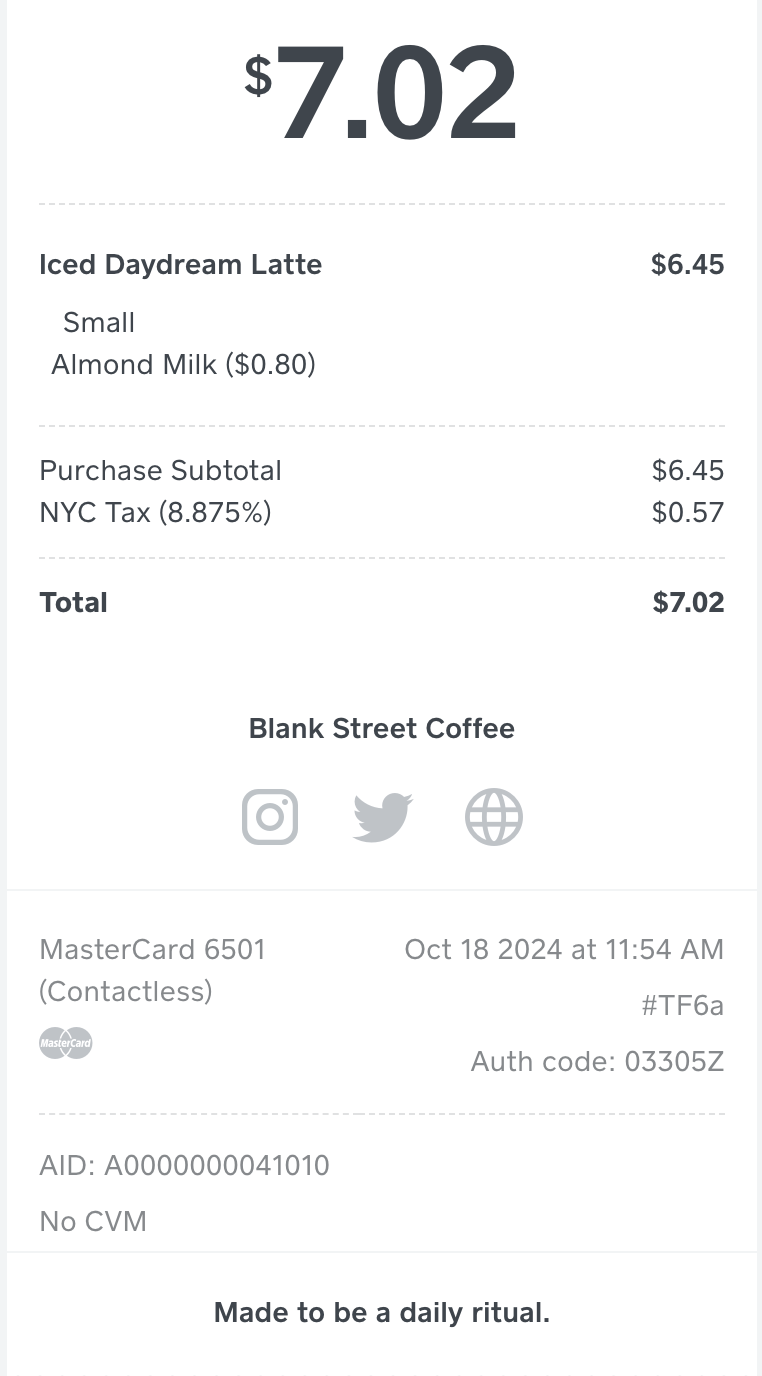 $7.02
Iced Daydream Latte $6.45
Small
Almond Milk ($0.80)
Purchase Subtotal $6.45
NYC Tax (8.875%) $0.57
Total $7.02
Blank Street Coffee
MasterCard 6501 Oct 18 2024 at 11:54 AM
(Contactless) #TF6a
MasterCard
Auth code: 03305Z
AID: A0000000041010
No CVM
Made to be a daily ritual.